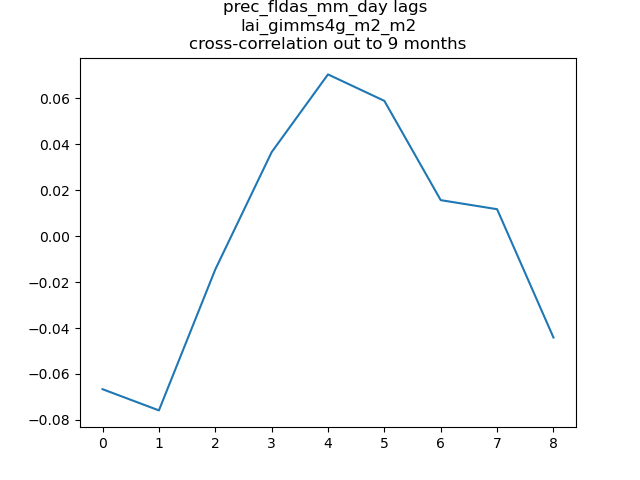 prec_fldas_mm_day lags
lai_gimms4g_m2_m2
cross-correlation out to 9 months
0.06
0.04
0.02
0.00
−0.02
−0.04
−0.06
−0.08
0 1 2 3 4 5 6 7 8